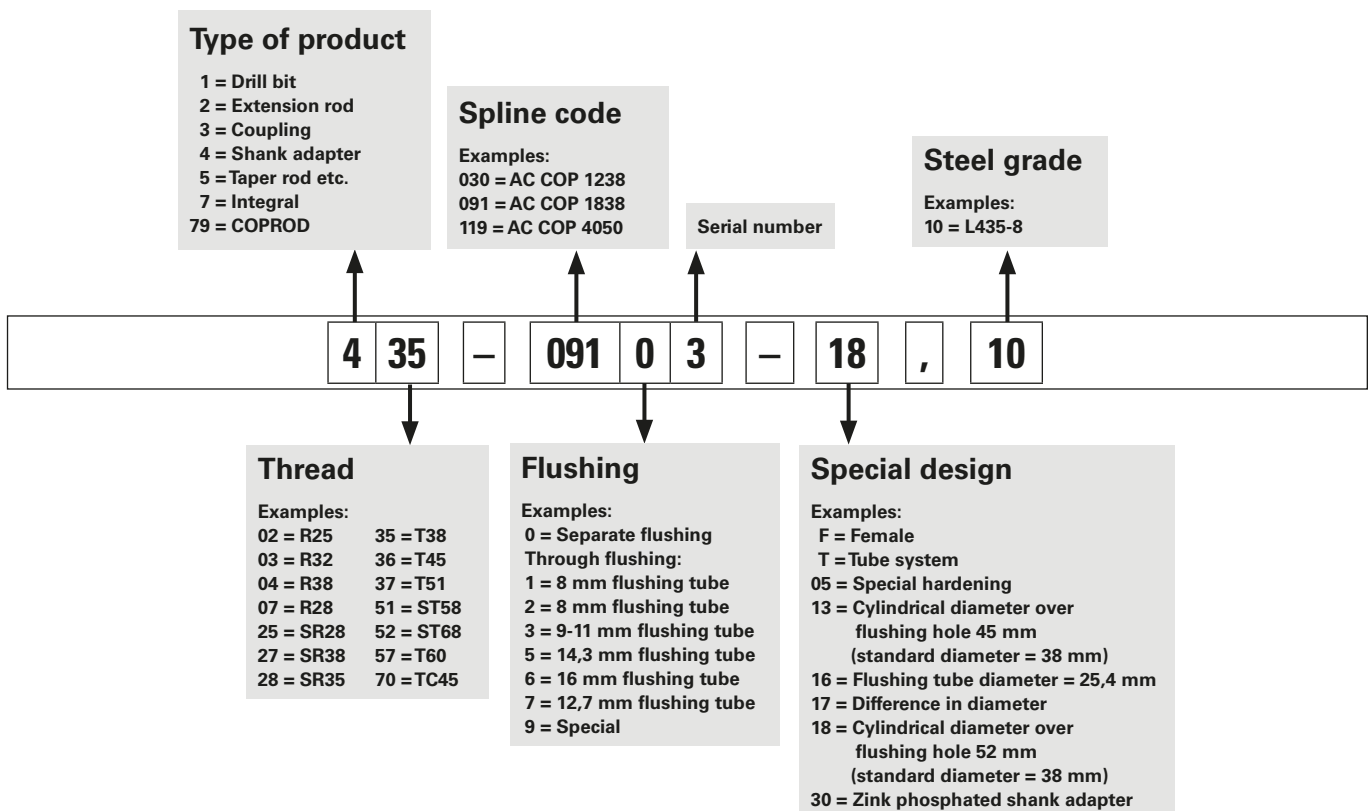 Type of product
1 = Drill bit
2 = Extension rod
3 = Coupling
4 = Shank adapter
5 = Taper rod etc.
7 = Integral
79 = COPROD
Spline code
Examples:
030 = AC COP 1238
091 = AC COP 1838
119 = AC COP 4050
Serial number
Steel grade
Examples:
10 = L435-8
4 35 – 091 0 3 – 18 , 10
Thread
Examples:
02 = R25 35 = T38
03 = R32 36 = T45
04 = R38 37 = T51
07 = R28 51 = ST58
25 = SR28 52 = ST68
27 = SR38 57 = T60
28 = SR35 70 = TC45
Flushing
Examples:
0 = Separate flushing
Through flushing:
1 = 8 mm flushing tube
2 = 8 mm flushing tube
3 = 9-11 mm flushing tube
5 = 14,3 mm flushing tube
6 = 16 mm flushing tube
7 = 12,7 mm flushing tube
9 = Special
Special design
Examples:
F = Female
T = Tube system
05 = Special hardening
13 = Cylindrical diameter over
flushing hole 45 mm
(standard diameter = 38 mm)
16 = Flushing tube diameter = 25,4 mm
17 = Difference in diameter
18 = Cylindrical diameter over
flushing hole 52 mm
(standard diameter = 38 mm)
30 = Zink phosphated shank adapter